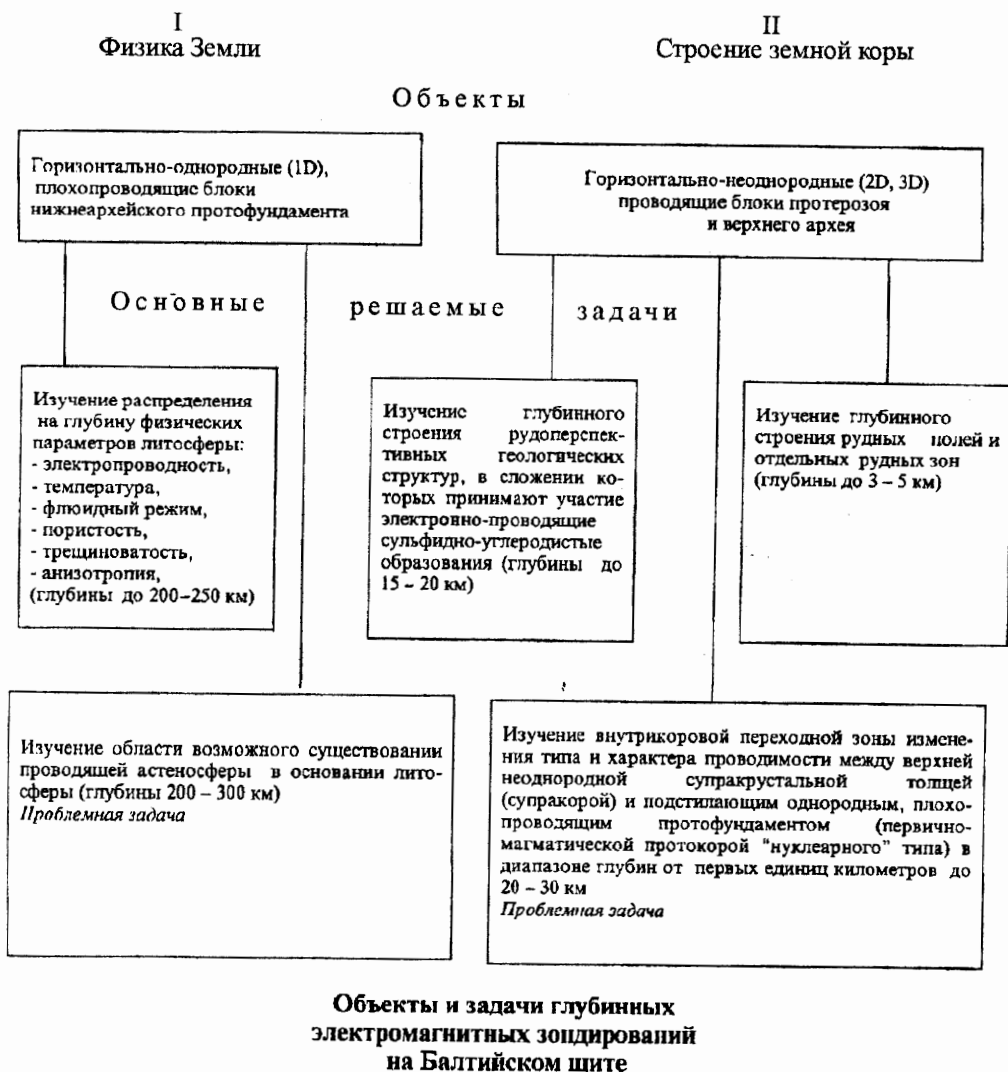 I
Физика Земли
II
Строение земной коры
Объекты
Горизонтально-однородные (1D),
плохопроводящие блоки
нижнеархейского протофундамента
Горизонтально-неоднородные (2D, 3D)
проводящие блоки протерозоя
и верхнего архея
Основные решаемые задачи
Изучение распределения
на глубину физических
параметров литосферы:
- электропроводность,
- температура,
- флюидный режим,
- пористость,
- трещиноватость,
- анизотропия,
(глубины до 200–250 км)
Изучение глубинного
строения рудоперспек-
тивных геологических
структур, в сложении ко-
торых принимают участие
электронно-проводящие
сульфидно-углеродистые
образования (глубины до
15 – 20 км)
Изучение глубинного
строения рудных полей и
отдельных рудных зон
(глубины до 3 – 5 км)
Изучение области возможного существовании
проводящей астеносферы в основании лито-
сферы (глубины 200 – 300 км)
Проблемная задача
Изучение внутрикоровой переходной зоны измене-
ния типа и характера проводимости между верхней
неоднородной супракрустальной толщей
(супракорой) и подстилающим однородным, плохо-
проводящим протофундаментом (первично-
магматической протокорой "нуклеарного" типа) в
диапазоне глубин от первых единиц километров до
20 – 30 км
Проблемная задача
Объекты и задачи глубинных
электромагнитных зондирований
на Балтийском щите